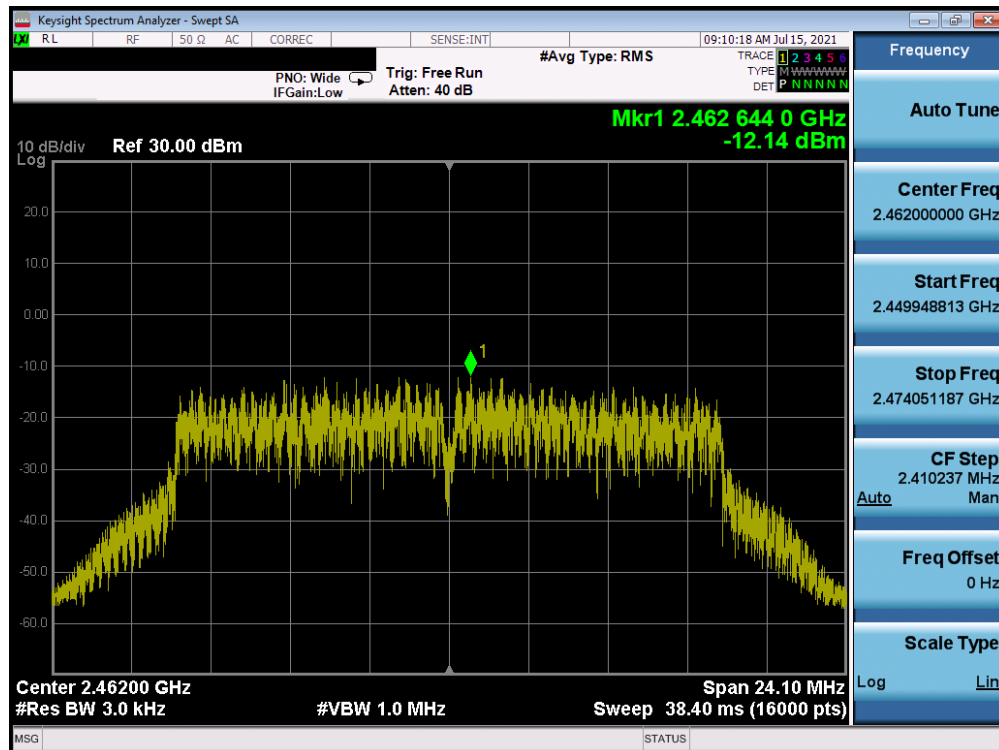 Keysight Spectrum Analyzer - Swept SA
LXI RL RF 50 Ω AC CORREC SENSE:INT 09:10:18 AM Jul 15, 2021
PNO: Wide
IFGain:Low
Trig: Free Run
Atten: 40 dB
#Avg Type: RMS
TRACE 1 2 3 4 5 6
TYPE M WWWWW
DET P N N N N N
Mkr1 2.462 644 0 GHz
-12.14 dBm
10 dB/div Ref 30.00 dBm
Log
20.0
10.0
0.00
-10.0
-20.0
-30.0
-40.0
-50.0
-60.0
1
Center 2.46200 GHz Span 24.10 MHz
#Res BW 3.0 kHz #VBW 1.0 MHz Sweep 38.40 ms (16000 pts)
MSG STATUS
Frequency
Auto Tune
Center Freq
2.462000000 GHz
Start Freq
2.449948813 GHz
Stop Freq
2.474051187 GHz
CF Step
2.410237 MHz
Auto Man
Freq Offset
0 Hz
Scale Type
Log Lin